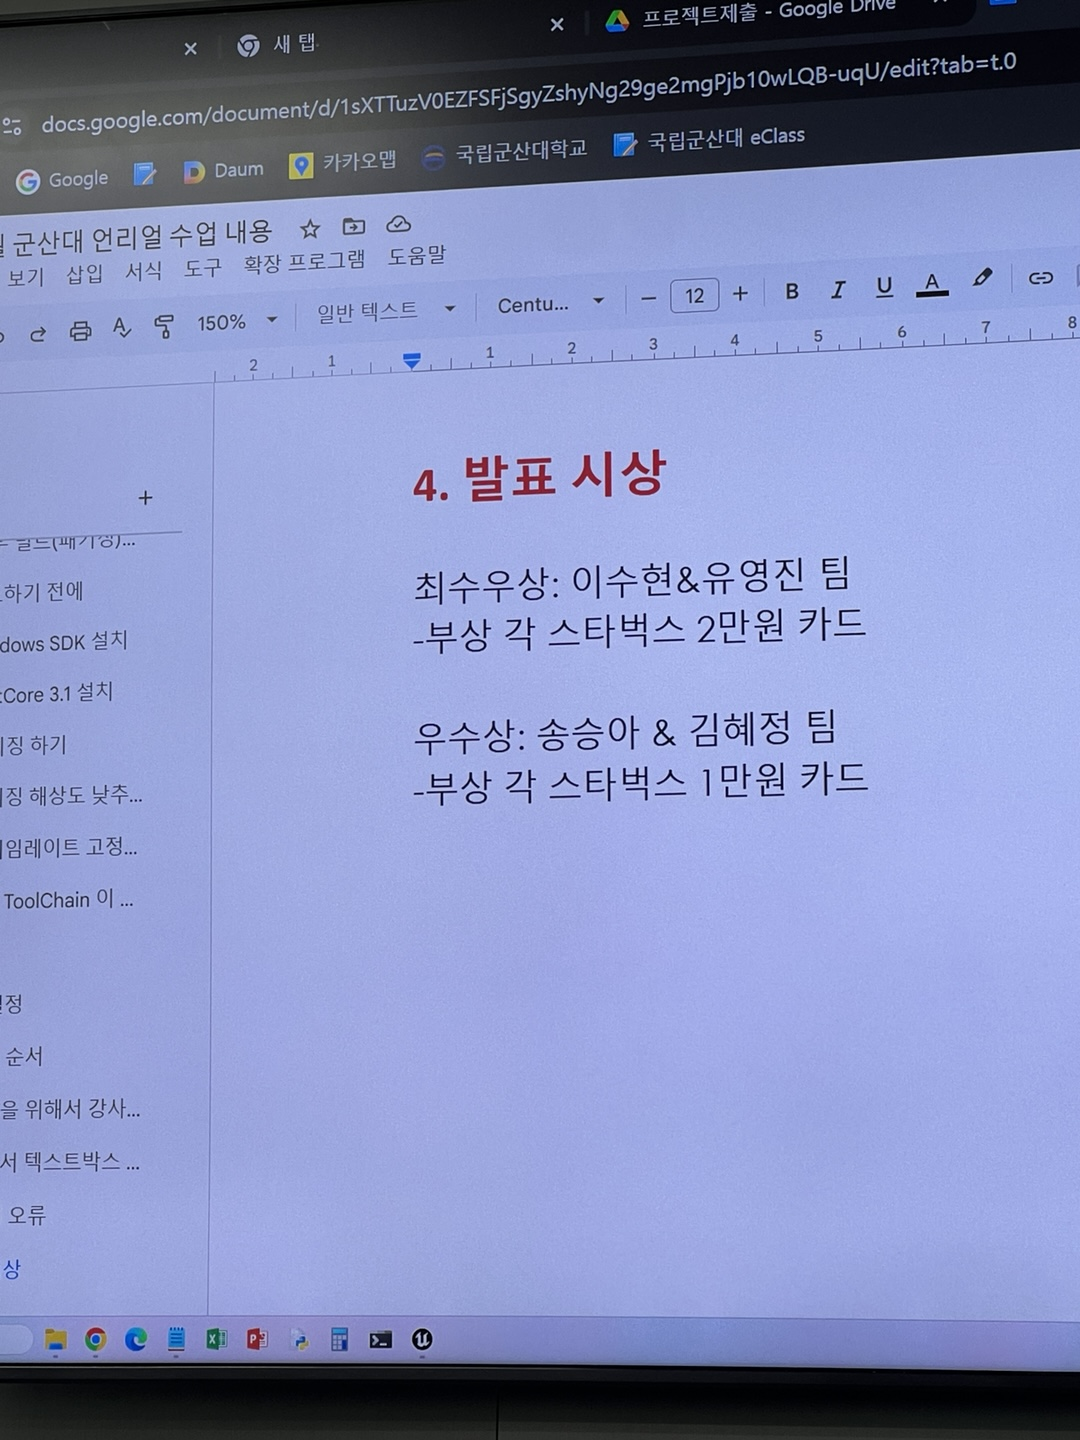 새 탭
프로젝트제출 - Google Drive
docs.google.com/document/d/1sXTTuzV0EZFSFjSgyZshyNg29ge2mgPjb10wLQB-uqU/edit?tab=t.0
Google Daum 카카오맵 국립군산대학교 국립군산대 eClass
군산대 언리얼 수업 내용
보기 삽입 서식 도구 확장 프로그램 도움말
150% 일반 텍스트 Centu... 12 B I U A
2 1 1 2 3 4 5 6 7 8
4. 발표 시상
최수우상: 이수현&유영진 팀
-부상 각 스타벅스 2만원 카드
우수상: 송승아 & 김혜정 팀
-부상 각 스타벅스 1만원 카드
하기 전에
dows SDK 설치
Core 3.1 설치
징 하기
징 해상도 낮추...
임레이트 고정...
ToolChain 이 ...
정
순서
을 위해서 강사...
서 텍스트박스 ...
오류
상